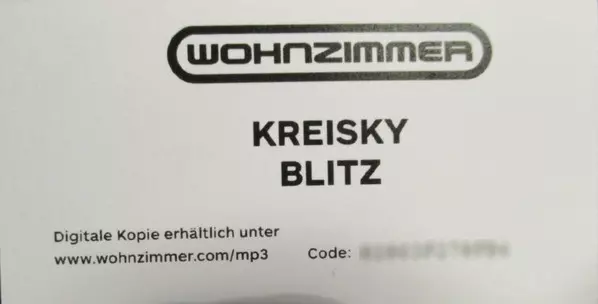 WOHNZIMMER
KREISKY
BLITZ
Digitale Kopie erhältlich unter
www.wohnzimmer.com/mp3 Code: